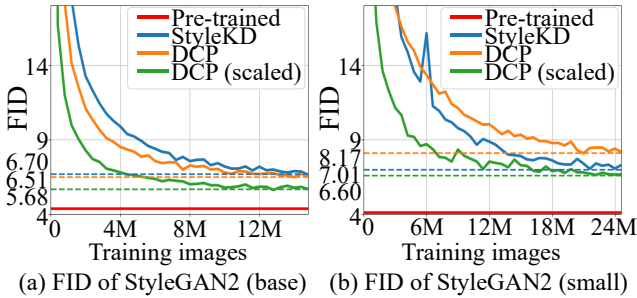 Pre-trained
StyleKD
DCP
DCP (scaled)
FID
14
9
6.70
6.51
5.68
4
0
4M
8M
12M
Training images
(a) FID of StyleGAN2 (base)
Pre-trained
StyleKD
DCP
DCP (scaled)
FID
14
9
8.17
7.01
6.60
4
0
6M
12M
18M
24M
Training images
(b) FID of StyleGAN2 (small)